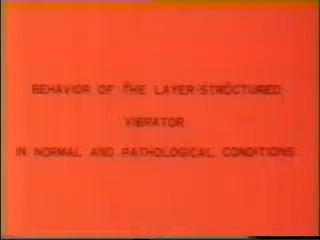 BEHAVIOR OF THE LAYER-STRUCTURED
VIBRATOR
IN NORMAL AND PATHOLOGICAL CONDITIONS